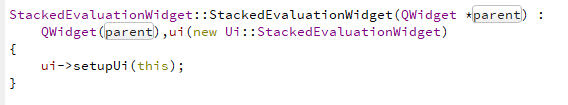 StackedEvaluationWidget::StackedEvaluationWidget(QWidget *parent) :
    QWidget(parent),ui(new Ui::StackedEvaluationWidget)
{
    ui->setupUi(this);
}